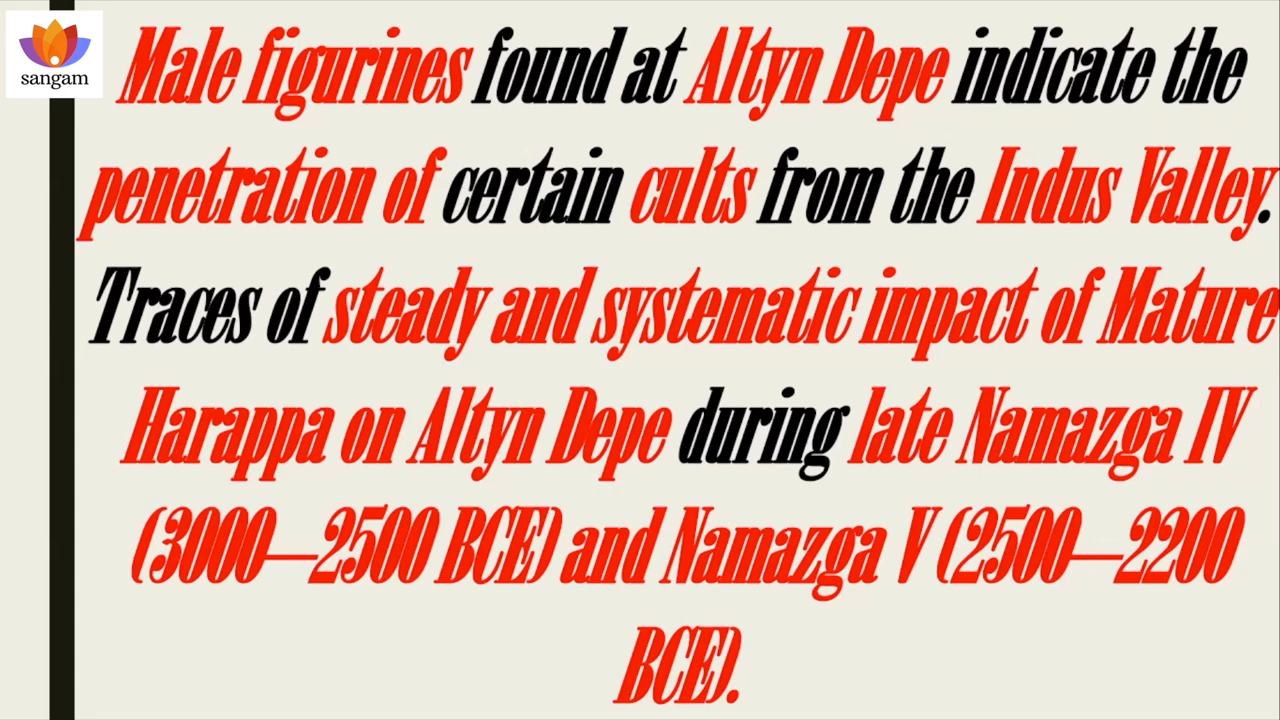 sangam
Male figurines found at Altyn Depe indicate the
penetration of certain cults from the Indus Valley.
Traces of steady and systematic impact of Mature
Harappa on Altyn Depe during late Namazga IV
(3000—2500 BCE) and Namazga V (2500—2200
BCE).